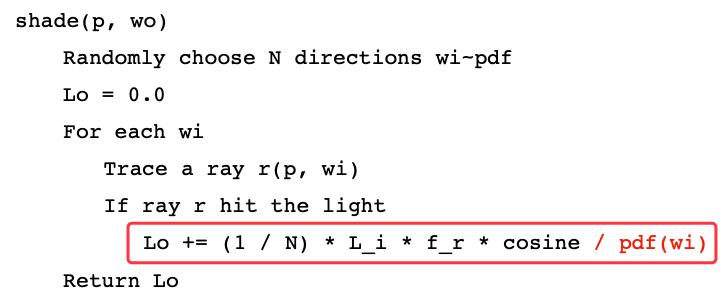 shade(p, wo)
Randomly choose N directions wi~pdf
Lo = 0.0
For each wi
Trace a ray r(p, wi)
If ray r hit the light
Lo += (1 / N) * L_i * f_r * cosine / pdf(wi)
Return Lo